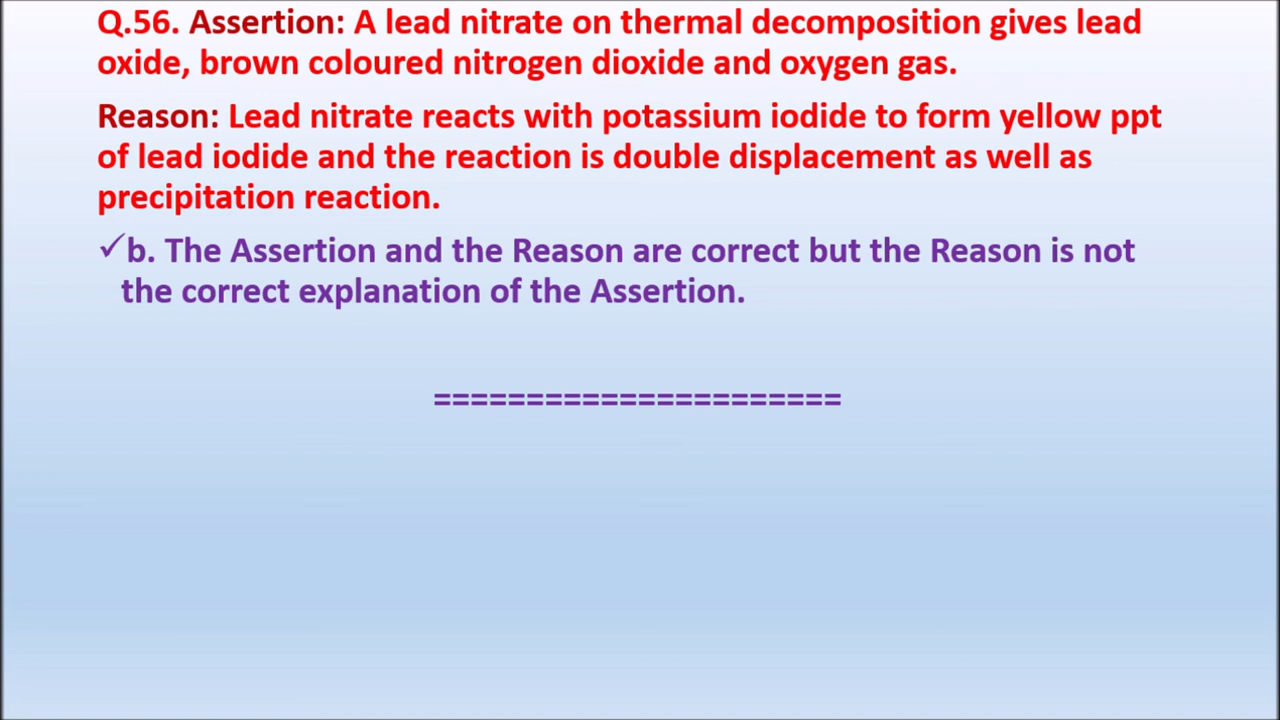 Q.56. Assertion: A lead nitrate on thermal decomposition gives lead
oxide, brown coloured nitrogen dioxide and oxygen gas.
Reason: Lead nitrate reacts with potassium iodide to form yellow ppt
of lead iodide and the reaction is double displacement as well as
precipitation reaction.
✓b. The Assertion and the Reason are correct but the Reason is not
the correct explanation of the Assertion.
======================